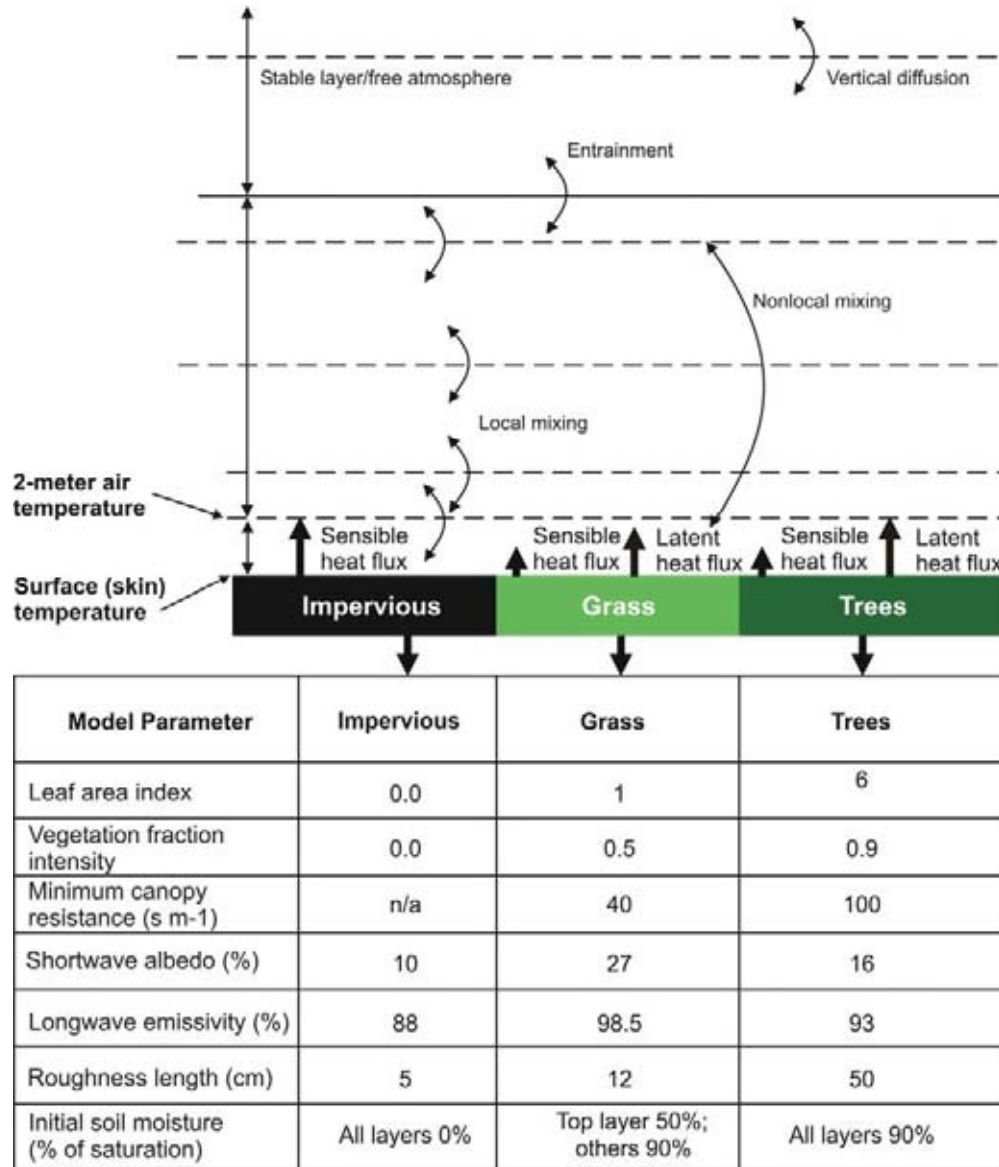 Stable layer/free atmosphere
Vertical diffusion
Entrainment
Nonlocal mixing
Local mixing
2-meter air
temperature
Surface (skin)
temperature
Sensible
heat flux
Sensible
heat flux
Latent
heat flux
Sensible
heat flux
Latent
heat flux
Impervious
Grass
Trees
Model Parameter
Impervious
Grass
Trees
Leaf area index
0.0
1
6
Vegetation fraction
intensity
0.0
0.5
0.9
Minimum canopy
resistance (s m-1)
n/a
40
100
Shortwave albedo (%)
10
27
16
Longwave emissivity (%)
88
98.5
93
Roughness length (cm)
5
12
50
Initial soil moisture
(% of saturation)
All layers 0%
Top layer 50%;
others 90%
All layers 90%